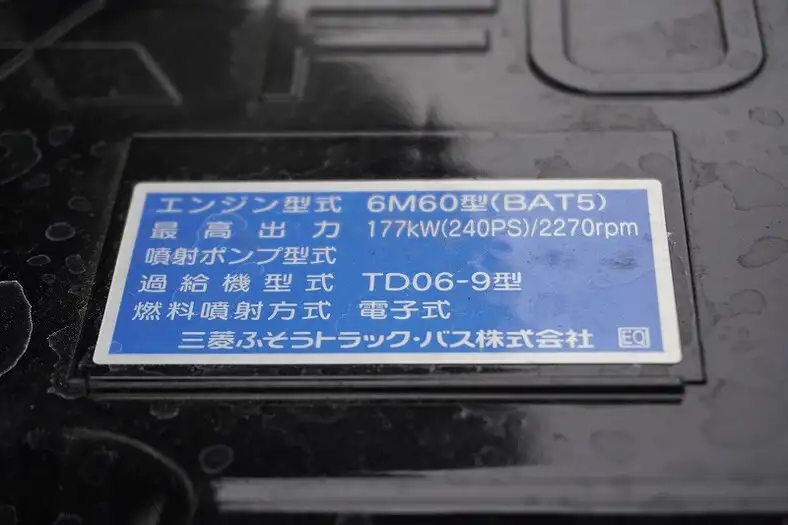 エンジン型式 6M60型(BAT5)
最高出力 177kW(240PS)/2270rpm
噴射ポンプ型式
過給機型式 TD06-9型
燃料噴射方式 電子式
三菱ふそうトラック・バス株式会社 EQ